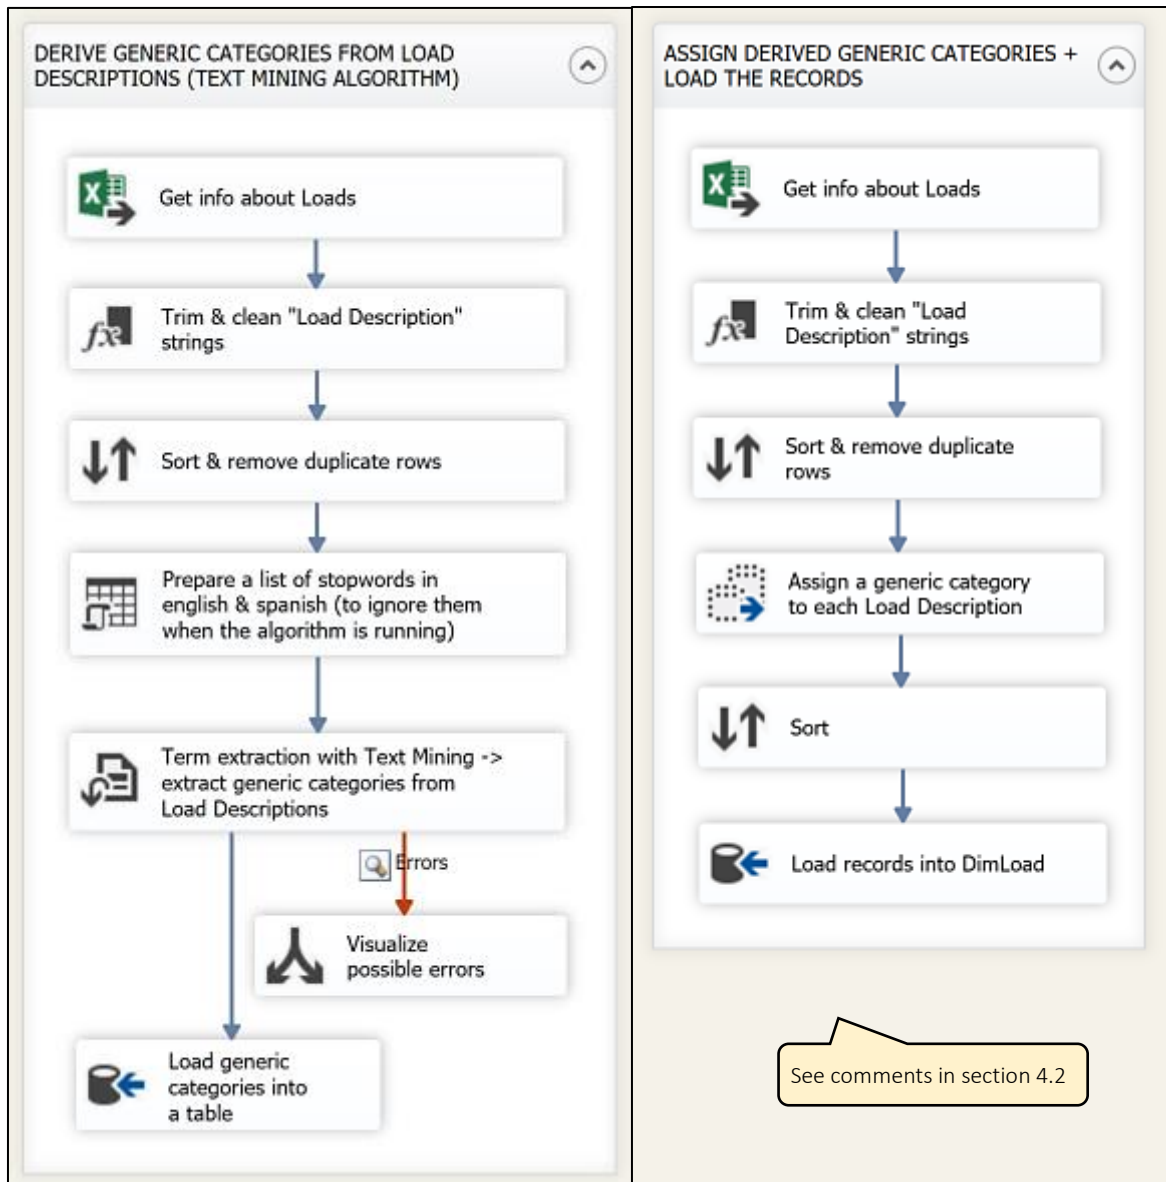 DERIVE GENERIC CATEGORIES FROM LOAD
DESCRIPTIONS (TEXT MINING ALGORITHM)
Get info about Loads
Trim & clean "Load Description"
strings
Sort & remove duplicate rows
Prepare a list of stopwords in
english & spanish (to ignore them
when the algorithm is running)
Term extraction with Text Mining ->
extract generic categories from
Load Descriptions
Errors
Visualize
possible errors
Load generic
categories into
a table
ASSIGN DERIVED GENERIC CATEGORIES +
LOAD THE RECORDS
Get info about Loads
Trim & clean "Load
Description" strings
Sort & remove duplicate
rows
Assign a generic category
to each Load Description
Sort
Load records into DimLoad
See comments in section 4.2